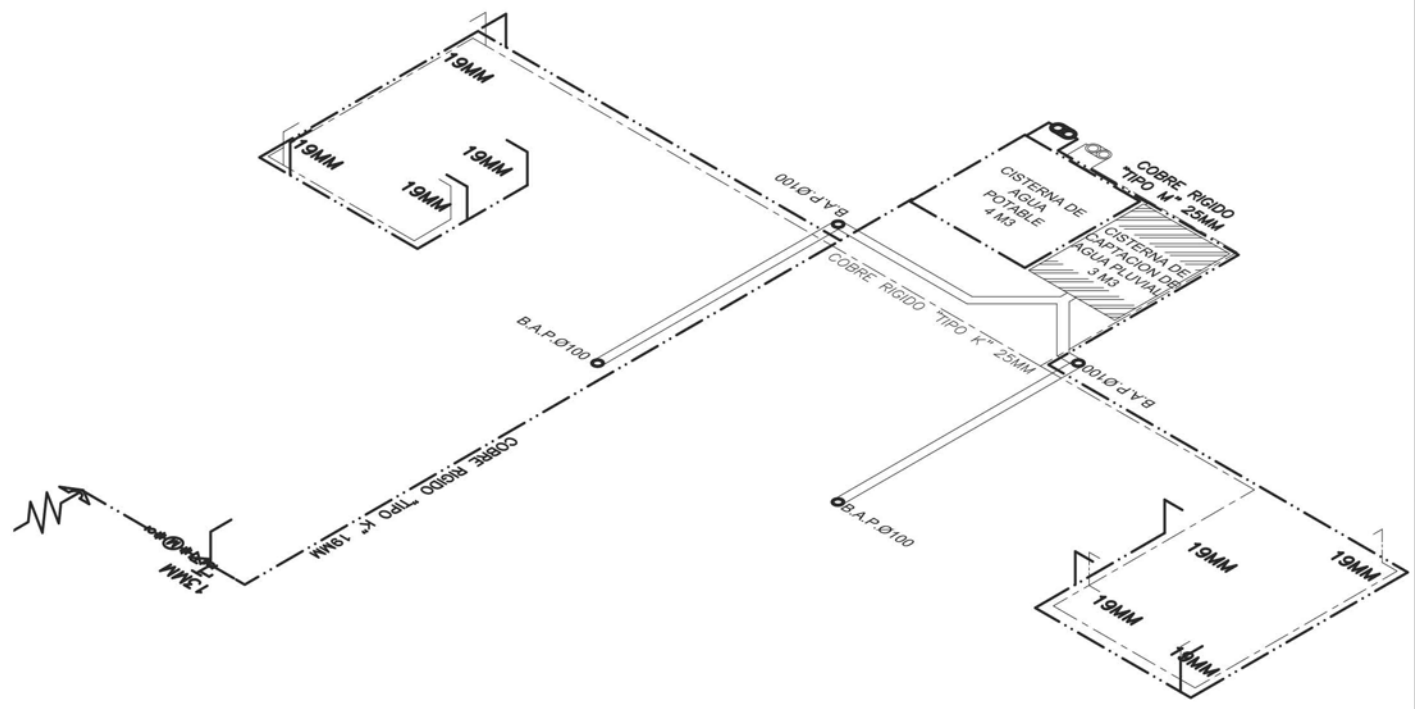 19MM
19MM
19MM
19MM
B.A.P.Ø100
CISTERNA DE
AGUA
POTABLE
4 M3
COBRE RIGIDO
"TIPO M" 25MM
CISTERNA DE
CAPTACION DE
AGUA PLUVIAL
3 M3
COBRE RIGIDO "TIPO K" 25MM
B.A.P.Ø100
B.A.P.Ø100
COBRE RIGIDO "TIPO K" 19MM
B.A.P.Ø100
M
13MM
19MM
19MM
19MM
19MM